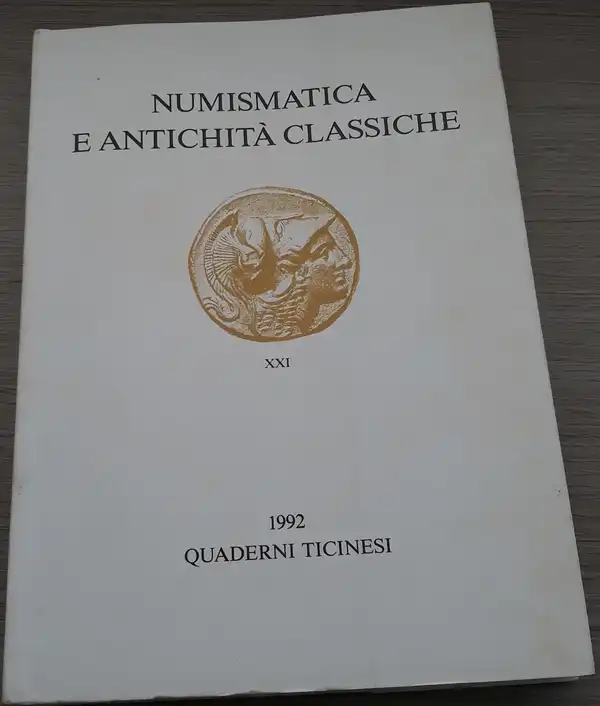 NUMISMATICA
E ANTICHITÀ CLASSICHE
XXI
1992
QUADERNI TICINESI